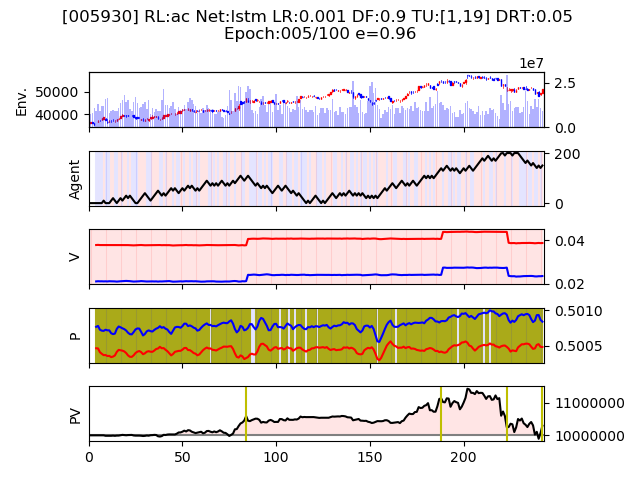 [005930] RL:ac Net:lstm LR:0.001 DF:0.9 TU:[1,19] DRT:0.05
Epoch:005/100 e=0.96
1e7
Env.
50000
40000
2.5
0.0
Agent
200
0
V
0.04
0.02
P
0.5010
0.5005
PV
11000000
10000000
0 50 100 150 200